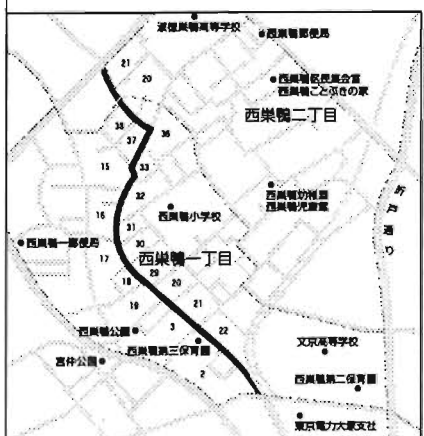 淑徳巣鴨高等学校
西巣鴨郵便局
21
20
西巣鴨区民集会室
西巣鴨ことぶきの家
西巣鴨二丁目
38
37
36
15
33
32
西巣鴨幼稚園
西巣鴨児童館
折戸通り
16
西巣鴨小学校
31
30
西巣鴨一郵便局
17
西巣鴨一丁目
29
18
20
19
21
西巣鴨公園
3
22
西巣鴨第三保育園
文京高等学校
宮仲公園
2
西巣鴨第二保育園
東京電力大塚支社